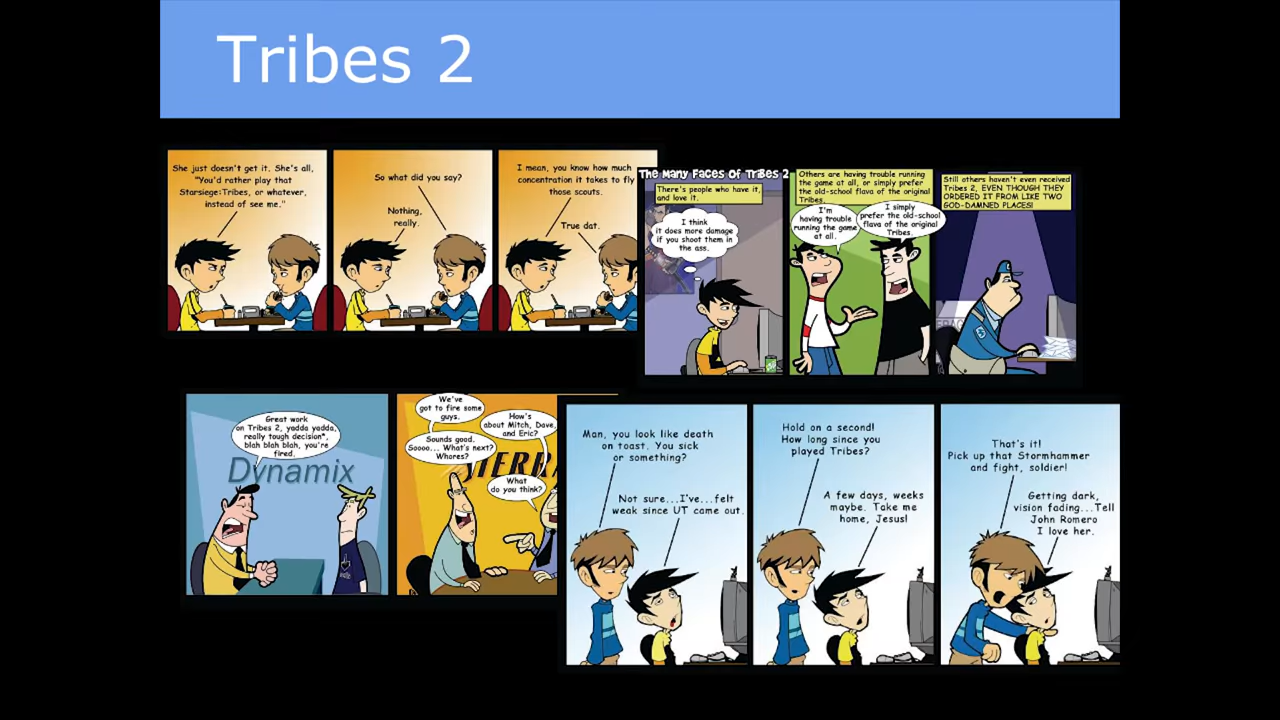 Tribes 2
She just doesn't get it. She's all,
"You'd rather play that
Starsiege:Tribes, or whatever,
instead of see me."
So what did you say?
Nothing,
really.
I mean, you know how much
concentration it takes to fly
those scouts.
True dat.
The Many Faces Of Tribes 2
There's people who have it,
and love it.
I think
it does more damage
if you shoot them in
the ass.
Others are having trouble running
the game at all, or simply prefer
the old-school flava of the original
Tribes.
I'm
having trouble
running the game
at all.
I simply
prefer the old-school
flava of the original
Tribes.
Still others haven't even received
Tribes 2, EVEN THOUGH THEY
ORDERED IT FROM LIKE TWO
GOD-DAMNED PLACES!
Great work
on Tribes 2, yadda yadda,
really tough decision*,
blah blah blah, you're
fired.
Dynamix
We've
got to fire some
guys.
How's
about Mitch, Dave,
and Eric?
Sounds good.
Soooo... What's next?
Whores?
What
do you think?
Man, you look like death
on toast. You sick
or something?
Not sure...I've...felt
weak since UT came out.
Hold on a second!
How long since you
played Tribes?
A few days, weeks
maybe. Take me
home, Jesus!
That's it!
Pick up that Stormhammer
and fight, soldier!
Getting dark,
vision fading...Tell
John Romero
I love her.